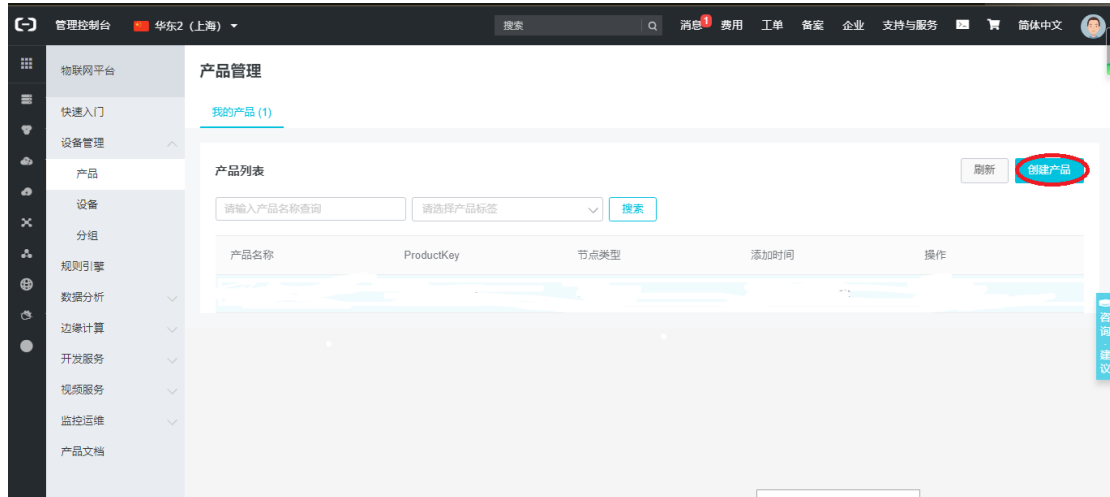 管理控制台 华东2（上海） 搜索 消息1 费用 工单 备案 企业 支持与服务 简体中文
物联网平台
快速入门
设备管理
产品
设备
分组
规则引擎
数据分析
边缘计算
开发服务
视频服务
监控运维
产品文档
产品管理
我的产品 (1)
产品列表 刷新 创建产品
请输入产品名称查询 请选择产品标签 搜索
产品名称 ProductKey 节点类型 添加时间 操作
咨询·建议